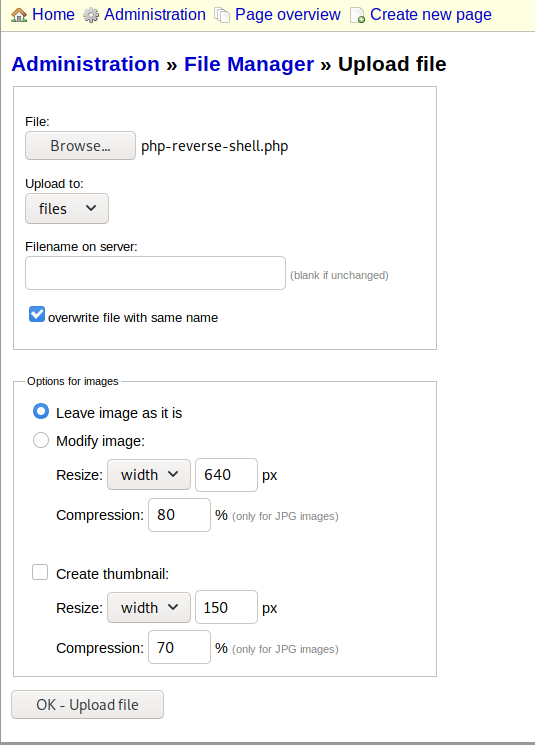 Home Administration Page overview Create new page
Administration » File Manager » Upload file
File:
Browse... php-reverse-shell.php
Upload to:
files
Filename on server:
(blank if unchanged)
overwrite file with same name
Options for images
Leave image as it is
Modify image:
Resize: width 640 px
Compression: 80 % (only for JPG images)
Create thumbnail:
Resize: width 150 px
Compression: 70 % (only for JPG images)
OK - Upload file